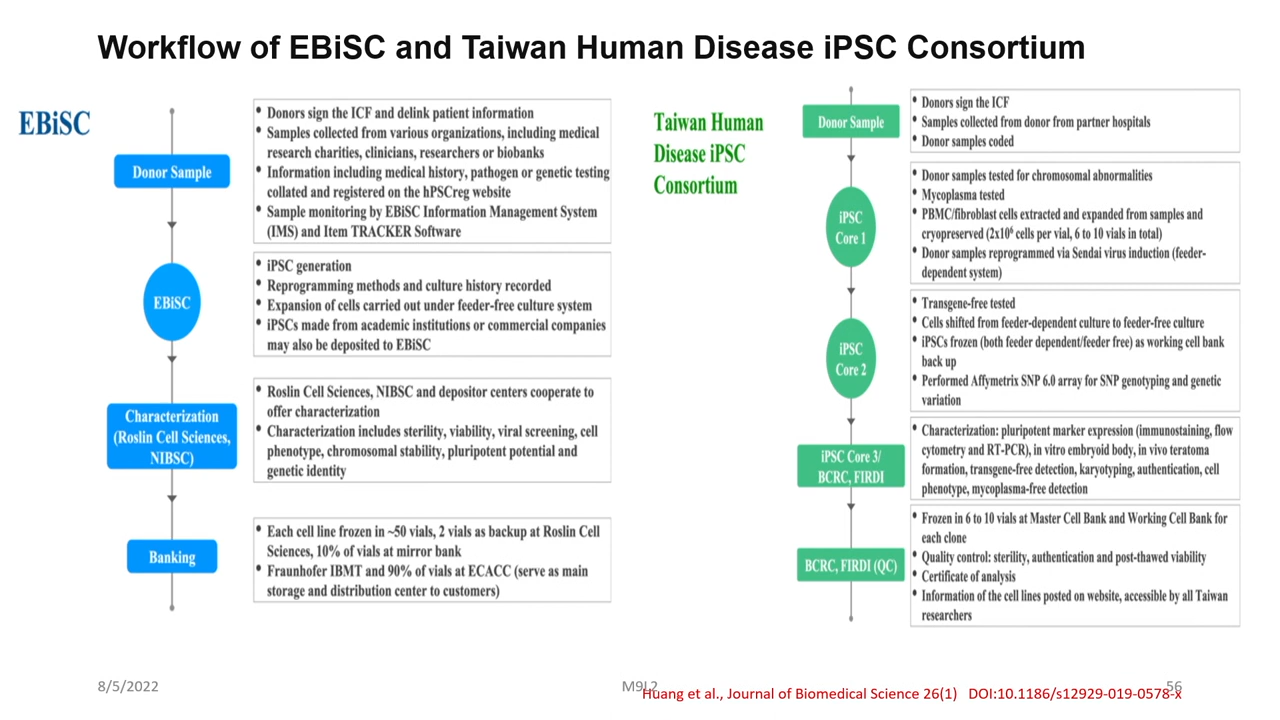 Workflow of EBiSC and Taiwan Human Disease iPSC Consortium
EBiSC
Donor Sample
• Donors sign the ICF and delink patient information
• Samples collected from various organizations, including medical
research charities, clinicians, researchers or biobanks
• Information including medical history, pathogen or genetic testing
collated and registered on the hPSCreg website
• Sample monitoring by EBiSC Information Management System
(IMS) and Item TRACKER Software
EBiSC
• iPSC generation
• Reprogramming methods and culture history recorded
• Expansion of cells carried out under feeder-free culture system
• iPSCs made from academic institutions or commercial companies
may also be deposited to EBiSC
Characterization
(Roslin Cell Sciences,
NIBSC)
• Roslin Cell Sciences, NIBSC and depositor centers cooperate to
offer characterization
• Characterization includes sterility, viability, viral screening, cell
phenotype, chromosomal stability, pluripotent potential and
genetic identity
Banking
• Each cell line frozen in ~50 vials, 2 vials as backup at Roslin Cell
Sciences, 10% of vials at mirror bank
• Fraunhofer IBMT and 90% of vials at ECACC (serve as main
storage and distribution center to customers)
Taiwan Human
Disease iPSC
Consortium
Donor Sample
• Donors sign the ICF
• Samples collected from donor from partner hospitals
• Donor samples coded
iPSC
Core 1
• Donor samples tested for chromosomal abnormalities
• Mycoplasma tested
• PBMC/fibroblast cells extracted and expanded from samples and
cryopreserved (2x10⁶ cells per vial, 6 to 10 vials in total)
• Donor samples reprogrammed via Sendai virus induction (feeder-
dependent system)
iPSC
Core 2
• Transgene-free tested
• Cells shifted from feeder-dependent culture to feeder-free culture
• iPSCs frozen (both feeder dependent/feeder free) as working cell bank
back up
• Performed Affymetrix SNP 6.0 array for SNP genotyping and genetic
variation
iPSC Core 3/
BCRC, FIRDI
• Characterization: pluripotent marker expression (immunostaining, flow
cytometry and RT-PCR), in vitro embryoid body, in vivo teratoma
formation, transgene-free detection, karyotyping, authentication, cell
phenotype, mycoplasma-free detection
BCRC, FIRDI (QC)
• Frozen in 6 to 10 vials at Master Cell Bank and Working Cell Bank for
each clone
• Quality control: sterility, authentication and post-thawed viability
• Certificate of analysis
• Information of the cell lines posted on website, accessible by all Taiwan
researchers
8/5/2022
M9L2
56
Huang et al., Journal of Biomedical Science 26(1) DOI:10.1186/s12929-019-0578-x